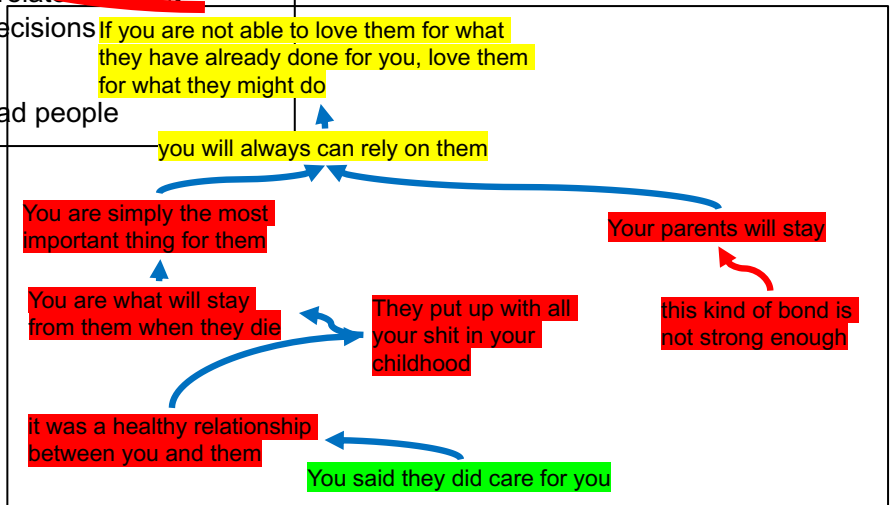 ecisions
If you are not able to love them for what
they have already done for you, love them
for what they might do
ad people
you will always can rely on them
You are simply the most
important thing for them
Your parents will stay
You are what will stay
from them when they die
They put up with all
your shit in your
childhood
this kind of bond is
not strong enough
it was a healthy relationship
between you and them
You said they did care for you